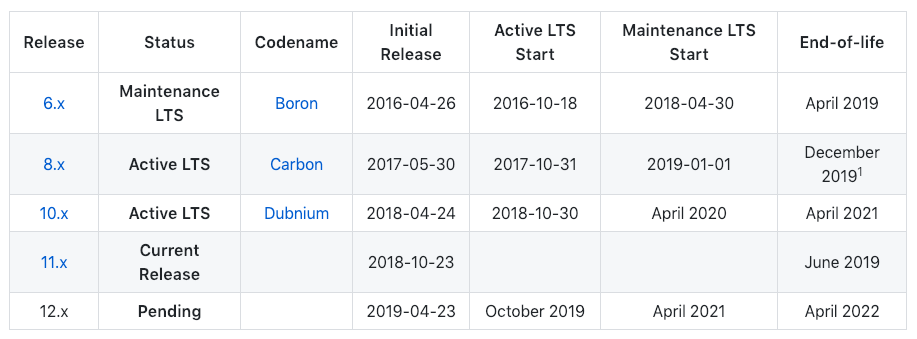 Release Status Codename Initial Release Active LTS Start Maintenance LTS Start End-of-life
6.x Maintenance LTS Boron 2016-04-26 2016-10-18 2018-04-30 April 2019
8.x Active LTS Carbon 2017-05-30 2017-10-31 2019-01-01 December 2019¹
10.x Active LTS Dubnium 2018-04-24 2018-10-30 April 2020 April 2021
11.x Current Release 2018-10-23 June 2019
12.x Pending 2019-04-23 October 2019 April 2021 April 2022